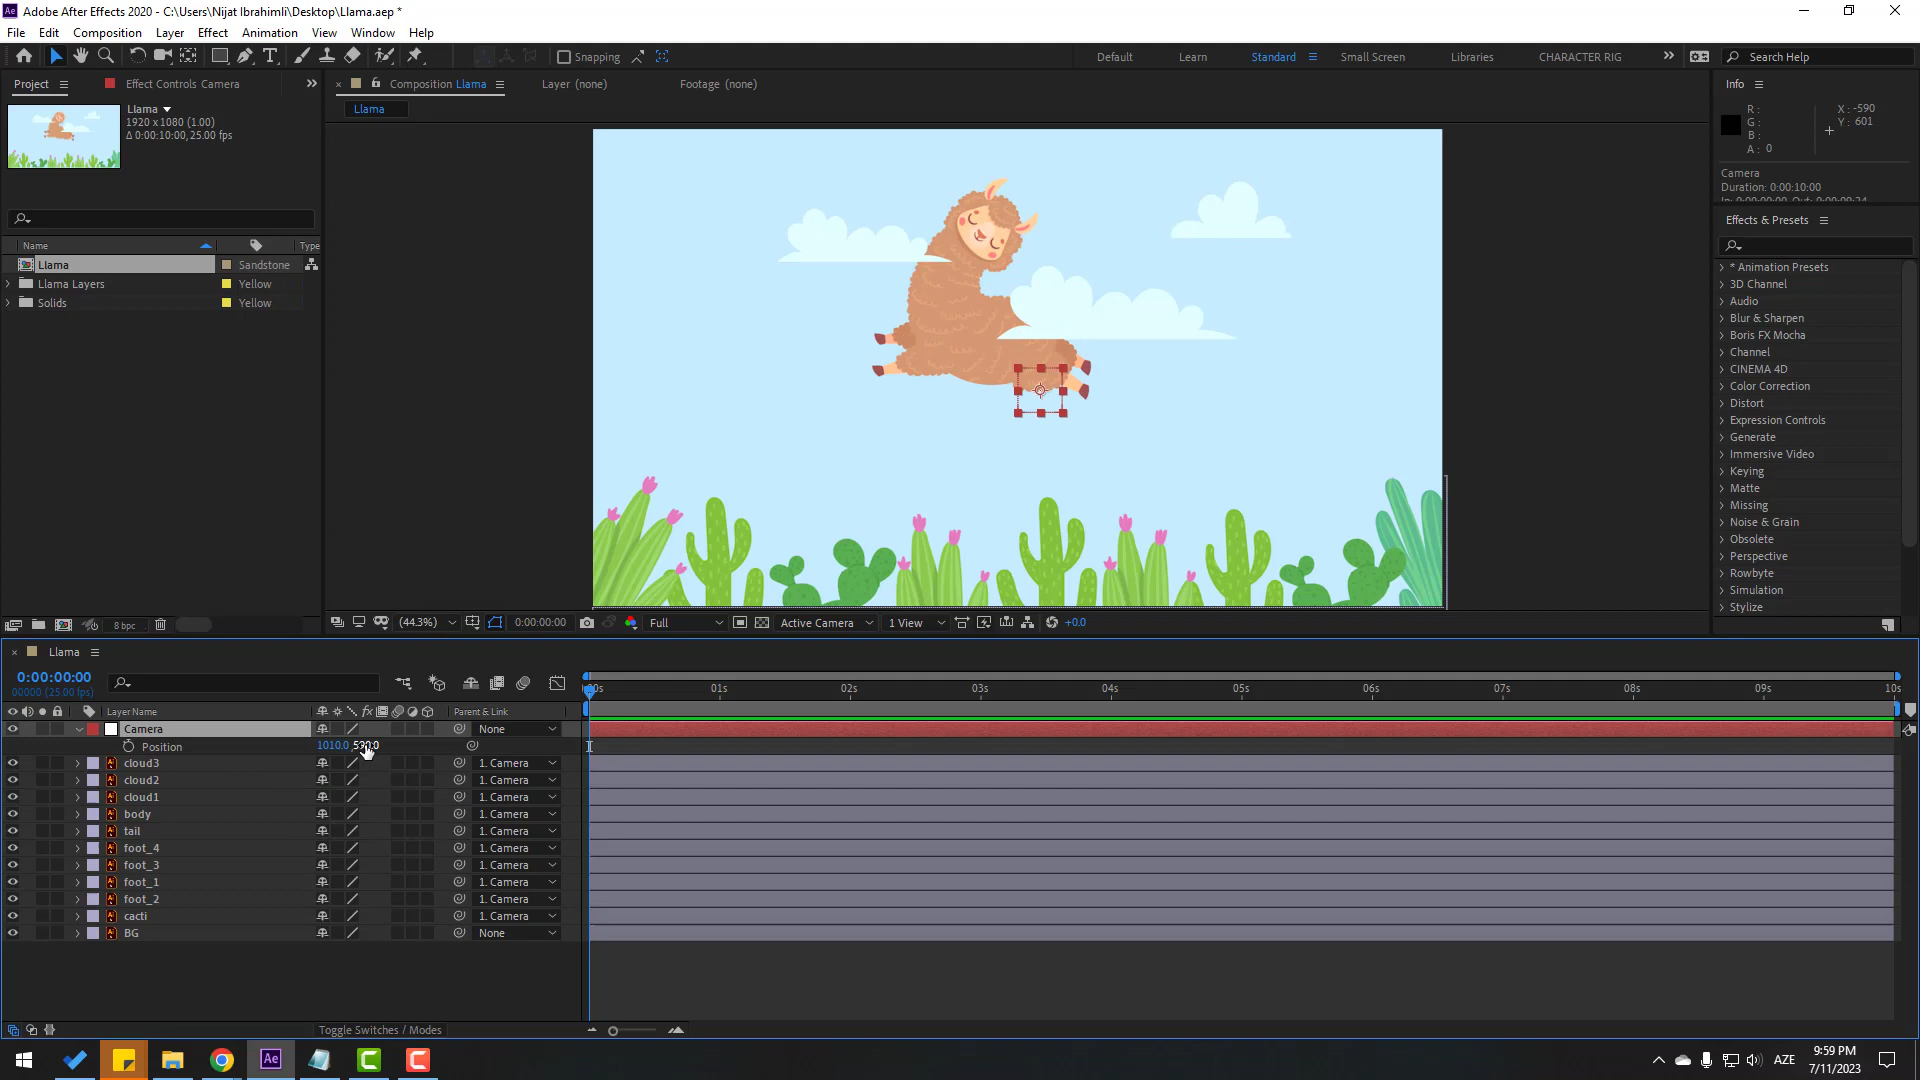 Adobe After Effects 2020 - C:\Users\Nijat Ibrahimli\Desktop\Llama.aep *
File Edit Composition Layer Effect Animation View Window Help
Snapping
Default Learn Standard Small Screen Libraries CHARACTER RIG Search Help
Project Effect Controls Camera
Llama
1920 x 1080 (1.00)
Δ 0:00:10:00, 25.00 fps
Name Type
Llama Sandstone
Llama Layers Yellow
Solids Yellow
8 bpc
Composition Llama Layer (none) Footage (none)
Llama
(44.3%) 0:00:00:00 Full Active Camera 1 View +0.0
Info
R: X: -590
G: Y: 601
B:
A: 0
Camera
Duration: 0:00:10:00
Effects & Presets
* Animation Presets
3D Channel
Audio
Blur & Sharpen
Boris FX Mocha
Channel
CINEMA 4D
Color Correction
Distort
Expression Controls
Generate
Immersive Video
Keying
Matte
Missing
Noise & Grain
Obsolete
Perspective
Rowbyte
Simulation
Stylize
Llama
0:00:00:00
00000 (25.00 fps)
01s 02s 03s 04s 05s 06s 07s 08s 09s 10s
Layer Name Parent & Link
Camera None
Position 1010.0
cloud3 1. Camera
cloud2 1. Camera
cloud1 1. Camera
body 1. Camera
tail 1. Camera
foot_4 1. Camera
foot_3 1. Camera
foot_1 1. Camera
foot_2 1. Camera
cacti 1. Camera
BG None
Toggle Switches / Modes
Ae AZE 9:59 PM
7/11/2023